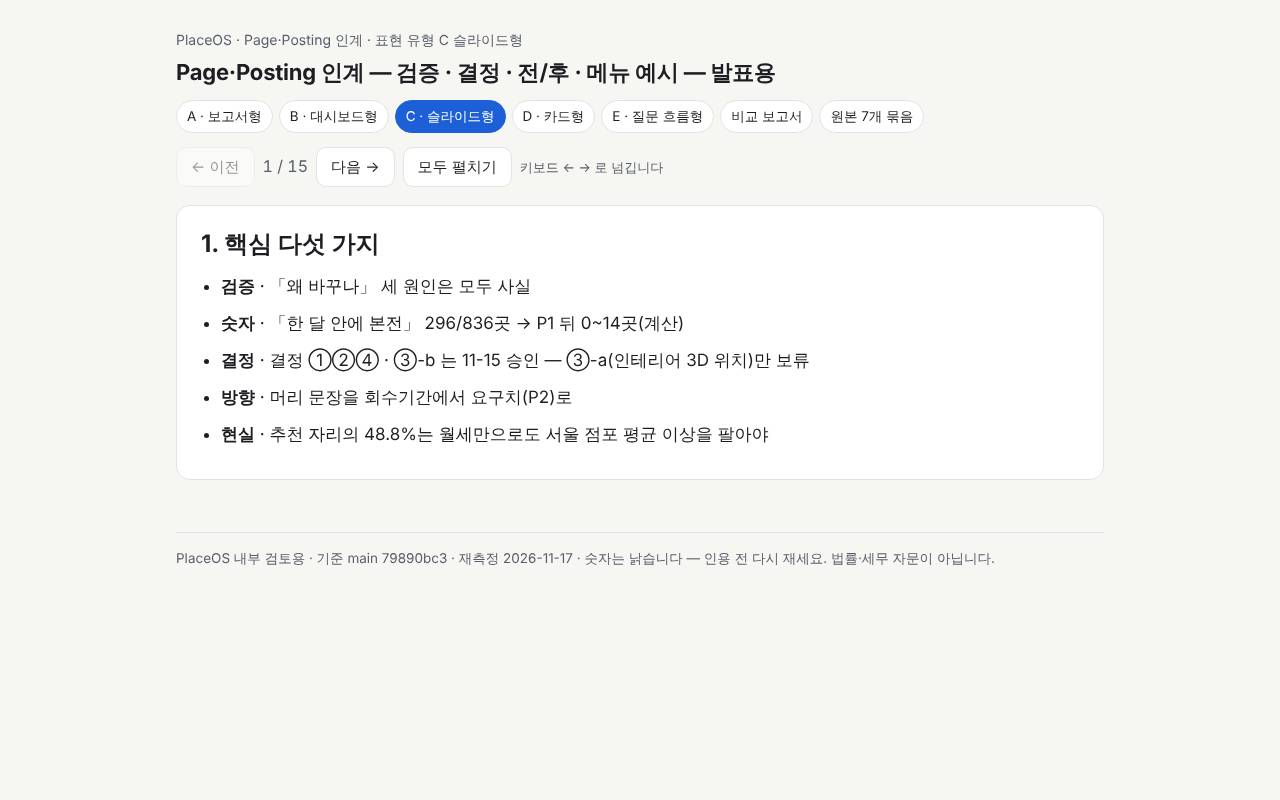 PlaceOS · Page·Posting 인계 · 표현 유형 C 슬라이드형
Page·Posting 인계 — 검증 · 결정 · 전/후 · 메뉴 예시 — 발표용
A · 보고서형 B · 대시보드형 C · 슬라이드형 D · 카드형 E · 질문 흐름형 비교 보고서 원본 7개 묶음
← 이전 1 / 15 다음 → 모두 펼치기 키보드 ← → 로 넘깁니다
1. 핵심 다섯 가지
• 검증 · 「왜 바꾸나」 세 원인은 모두 사실
• 숫자 · 「한 달 안에 본전」 296/836곳 → P1 뒤 0~14곳(계산)
• 결정 · 결정 ①②④ · ③-b 는 11-15 승인 — ③-a(인테리어 3D 위치)만 보류
• 방향 · 머리 문장을 회수기간에서 요구치(P2)로
• 현실 · 추천 자리의 48.8%는 월세만으로도 서울 점포 평균 이상을 팔아야
PlaceOS 내부 검토용 · 기준 main 79890bc3 · 재측정 2026-11-17 · 숫자는 낡습니다 — 인용 전 다시 재세요. 법률·세무 자문이 아닙니다.